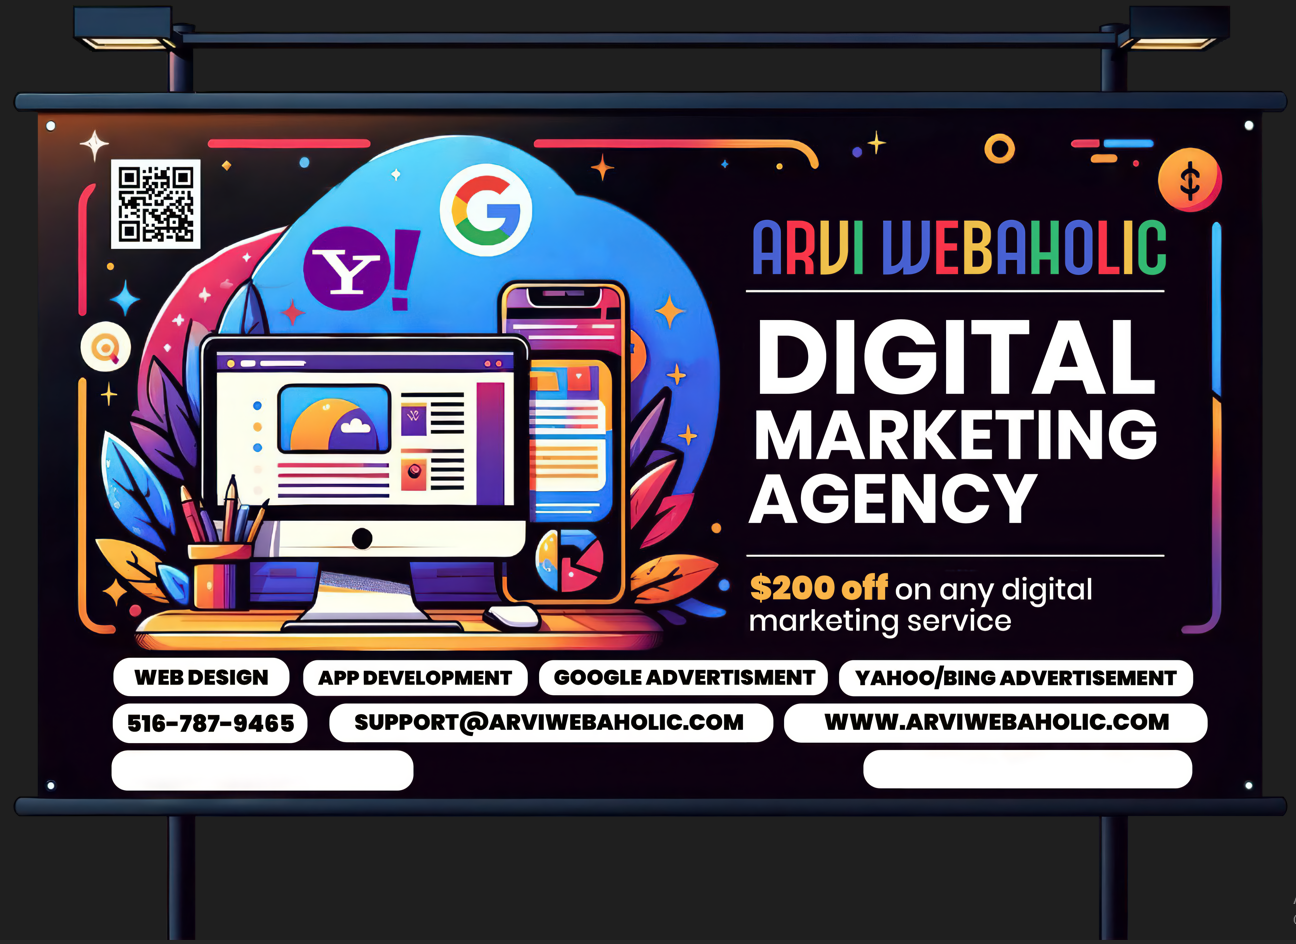 Y!
G
ARVI WEBAHOLIC
DIGITAL
MARKETING
AGENCY
$200 off on any digital
marketing service
WEB DESIGN
APP DEVELOPMENT
GOOGLE ADVERTISMENT
YAHOO/BING ADVERTISEMENT
516-787-9465
SUPPORT@ARVIWEBAHOLIC.COM
WWW.ARVIWEBAHOLIC.COM